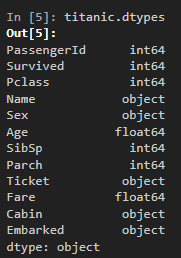 In [5]: titanic.dtypes
Out[5]:
PassengerId int64
Survived int64
Pclass int64
Name object
Sex object
Age float64
SibSp int64
Parch int64
Ticket object
Fare float64
Cabin object
Embarked object
dtype: object